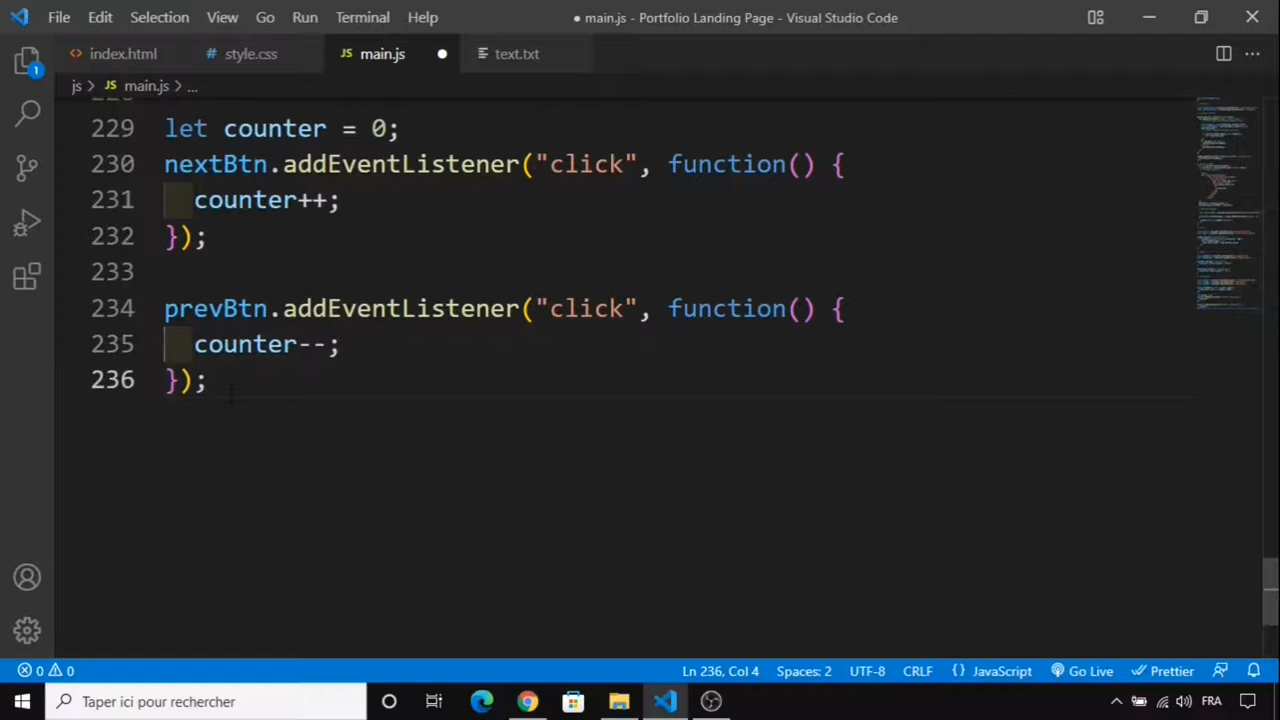 File Edit Selection View Go Run Terminal Help ● main.js - Portfolio Landing Page - Visual Studio Code
<> index.html # style.css JS main.js ● text.txt
js > JS main.js > ...
229 let counter = 0;
230 nextBtn.addEventListener("click", function() {
231 counter++;
232 });
233
234 prevBtn.addEventListener("click", function() {
235 counter--;
236 });
1
0 0 Ln 236, Col 4 Spaces: 2 UTF-8 CRLF {} JavaScript Go Live Prettier
Taper ici pour rechercher FRA